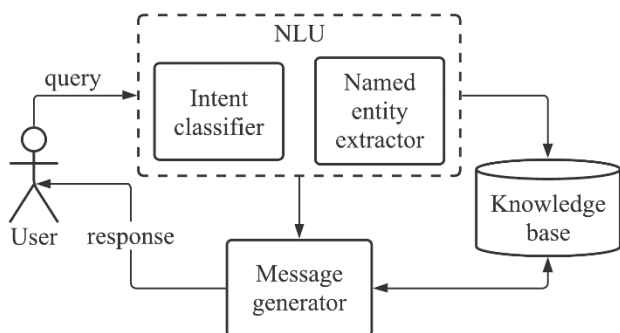 NLU
query
Intent
classifier
Named
entity
extractor
User
response
Knowledge
base
Message
generator